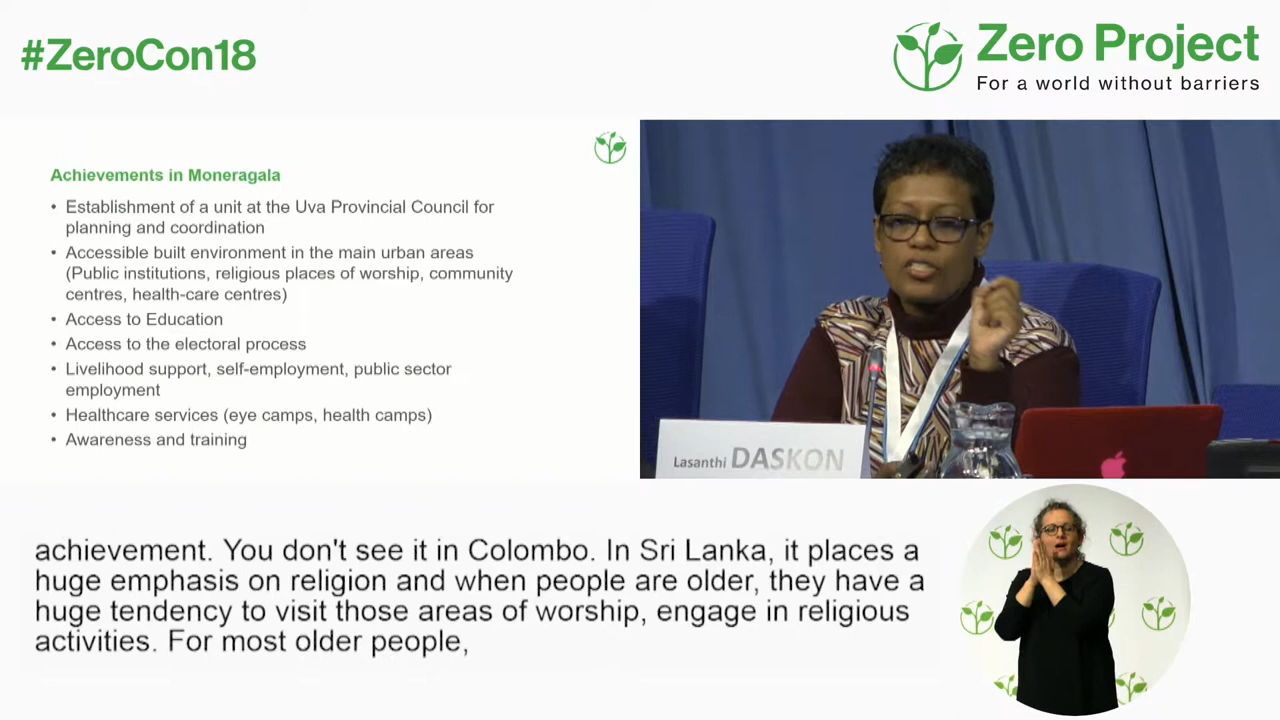 #ZeroCon18
Zero Project
For a world without barriers
Achievements in Moneragala
• Establishment of a unit at the Uva Provincial Council for
planning and coordination
• Accessible built environment in the main urban areas
(Public institutions, religious places of worship, community
centres, health-care centres)
• Access to Education
• Access to the electoral process
• Livelihood support, self-employment, public sector
employment
• Healthcare services (eye camps, health camps)
• Awareness and training
Lasanthi DASKON
achievement. You don't see it in Colombo. In Sri Lanka, it places a
huge emphasis on religion and when people are older, they have a
huge tendency to visit those areas of worship, engage in religious
activities. For most older people,